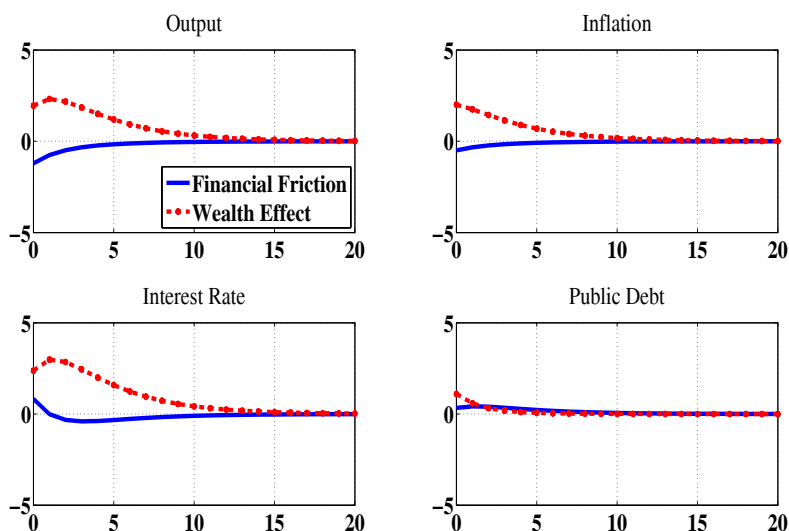 Output
5
0
−5
0 5 10 15 20
Financial Friction
Wealth Effect
Inflation
5
0
−5
0 5 10 15 20
Interest Rate
5
0
−5
0 5 10 15 20
Public Debt
5
0
−5
0 5 10 15 20